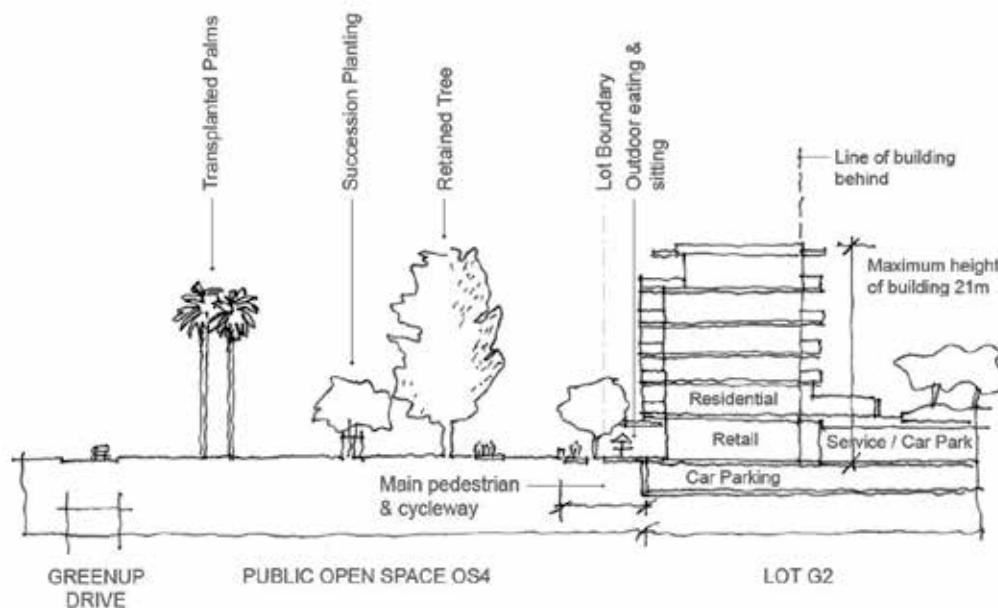 Transplanted Palms
Succession Planting
Retained Tree
Lot Boundary
Outdoor eating &
sitting
Line of building
behind
Maximum height
of building 21m
Residential
Retail
Service / Car Park
Car Parking
Main pedestrian
& cycleway
GREENUP
DRIVE
PUBLIC OPEN SPACE OS4
LOT G2